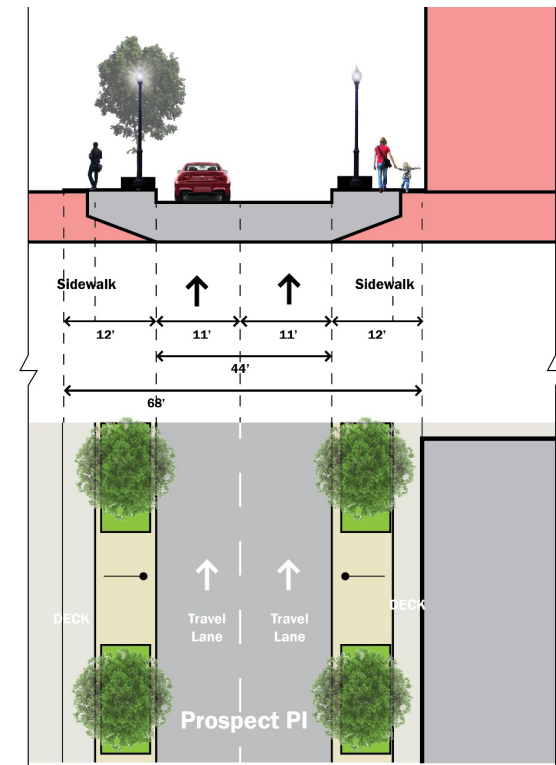 Sidewalk Sidewalk
12' 11' 11' 12'
44'
68'
DECK DECK
Travel Lane Travel Lane
Prospect Pl